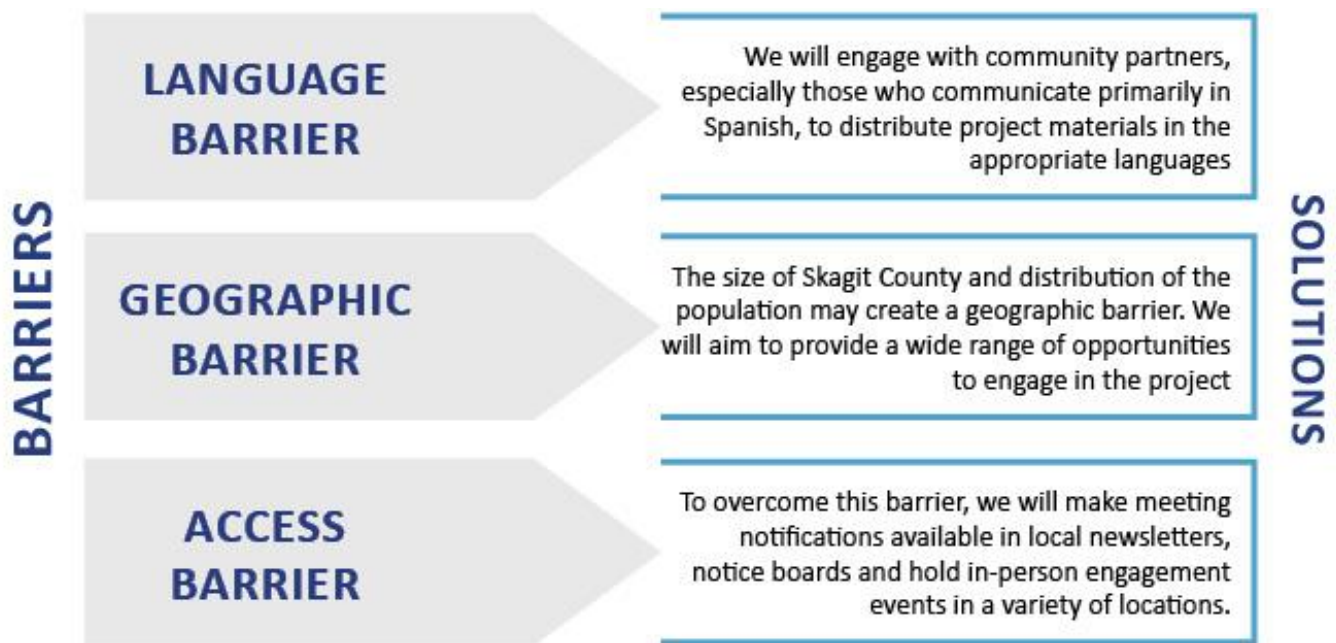 BARRIERS
LANGUAGE
BARRIER
We will engage with community partners,
especially those who communicate primarily in
Spanish, to distribute project materials in the
appropriate languages
GEOGRAPHIC
BARRIER
The size of Skagit County and distribution of the
population may create a geographic barrier. We
will aim to provide a wide range of opportunities
to engage in the project
ACCESS
BARRIER
To overcome this barrier, we will make meeting
notifications available in local newsletters,
notice boards and hold in-person engagement
events in a variety of locations.
SOLUTIONS